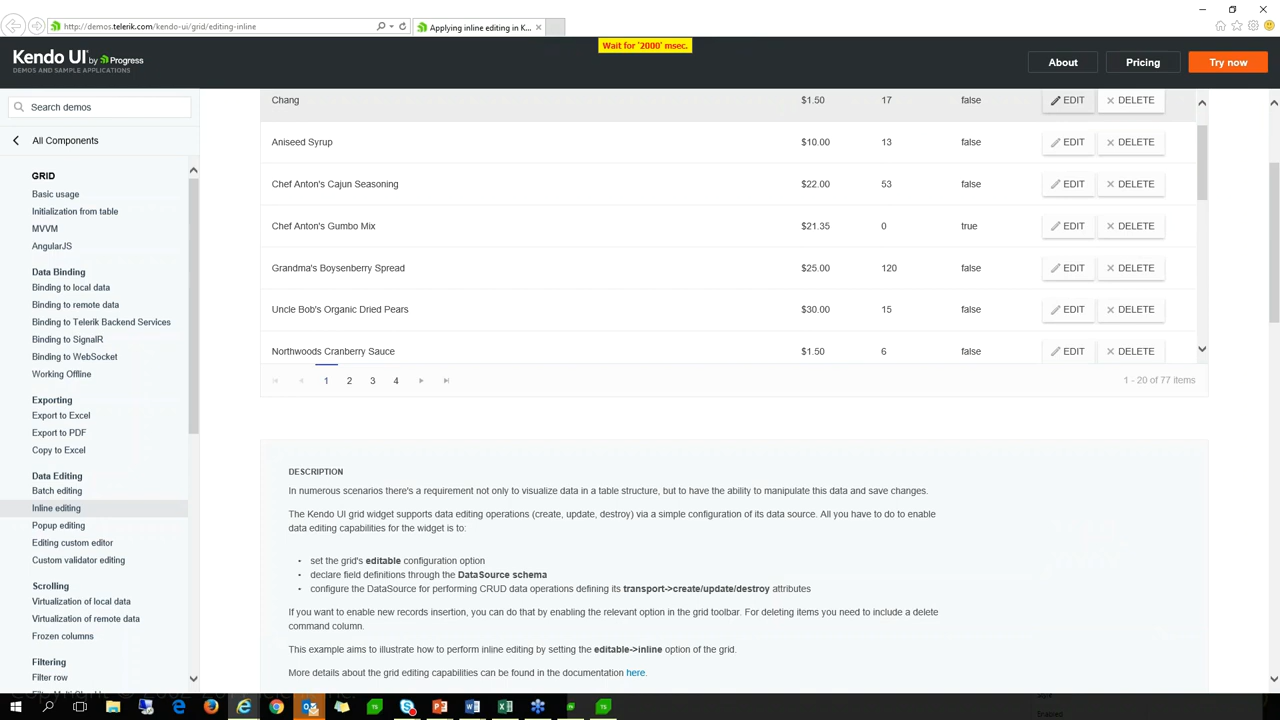 http://demos.telerik.com/kendo-ui/grid/editing-inline
Applying inline editing in K...
Wait for '2000' msec.
Kendo UI by Progress
DEMOS AND SAMPLE APPLICATIONS
About
Pricing
Try now
Search demos
All Components
GRID
Basic usage
Initialization from table
MVVM
AngularJS
Data Binding
Binding to local data
Binding to remote data
Binding to Telerik Backend Services
Binding to SignalR
Binding to WebSocket
Working Offline
Exporting
Export to Excel
Export to PDF
Copy to Excel
Data Editing
Batch editing
Inline editing
Popup editing
Editing custom editor
Custom validator editing
Scrolling
Virtualization of local data
Virtualization of remote data
Frozen columns
Filtering
Filter row
Chang $1.50 17 false EDIT DELETE
Aniseed Syrup $10.00 13 false EDIT DELETE
Chef Anton's Cajun Seasoning $22.00 53 false EDIT DELETE
Chef Anton's Gumbo Mix $21.35 0 true EDIT DELETE
Grandma's Boysenberry Spread $25.00 120 false EDIT DELETE
Uncle Bob's Organic Dried Pears $30.00 15 false EDIT DELETE
Northwoods Cranberry Sauce $1.50 6 false EDIT DELETE
1 2 3 4
1 - 20 of 77 items
DESCRIPTION
In numerous scenarios there's a requirement not only to visualize data in a table structure, but to have the ability to manipulate this data and save changes.
The Kendo UI grid widget supports data editing operations (create, update, destroy) via a simple configuration of its data source. All you have to do to enable
data editing capabilities for the widget is to:
• set the grid's editable configuration option
• declare field definitions through the DataSource schema
• configure the DataSource for performing CRUD data operations defining its transport->create/update/destroy attributes
If you want to enable new records insertion, you can do that by enabling the relevant option in the grid toolbar. For deleting items you need to include a delete
command column.
This example aims to illustrate how to perform inline editing by setting the editable->inline option of the grid.
More details about the grid editing capabilities can be found in the documentation here.